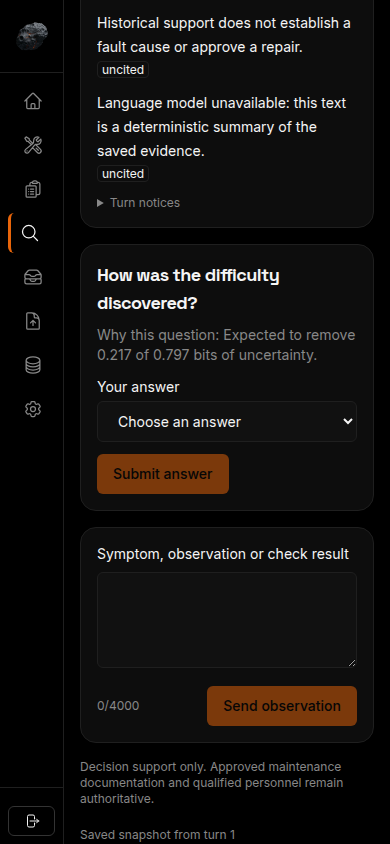 Historical support does not establish a
fault cause or approve a repair.
uncited
Language model unavailable: this text
is a deterministic summary of the
saved evidence.
uncited
Turn notices
How was the difficulty
discovered?
Why this question: Expected to remove
0.217 of 0.797 bits of uncertainty.
Your answer
Choose an answer
Submit answer
Symptom, observation or check result
0/4000
Send observation
Decision support only. Approved maintenance
documentation and qualified personnel remain
authoritative.
Saved snapshot from turn 1